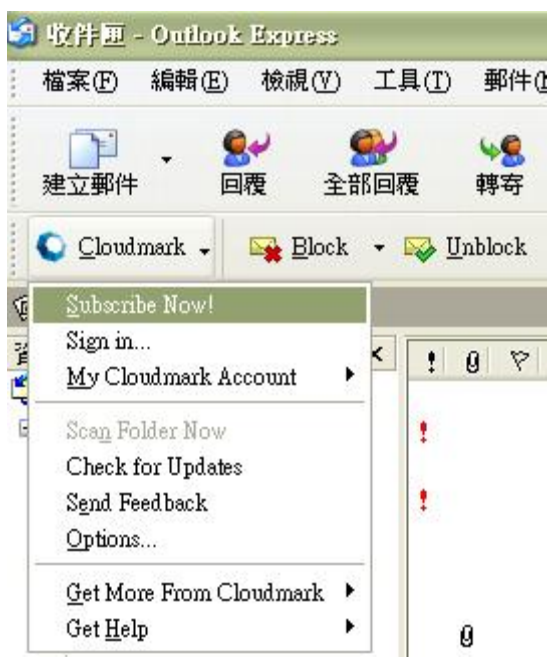 收件匣 - Outlook Express
檔案(F) 編輯(E) 檢視(V) 工具(T) 郵件
建立郵件 回覆 全部回覆 轉寄
Cloudmark Block Unblock
Subscribe Now!
Sign in...
My Cloudmark Account
Scan Folder Now
Check for Updates
Send Feedback
Options...
Get More From Cloudmark
Get Help